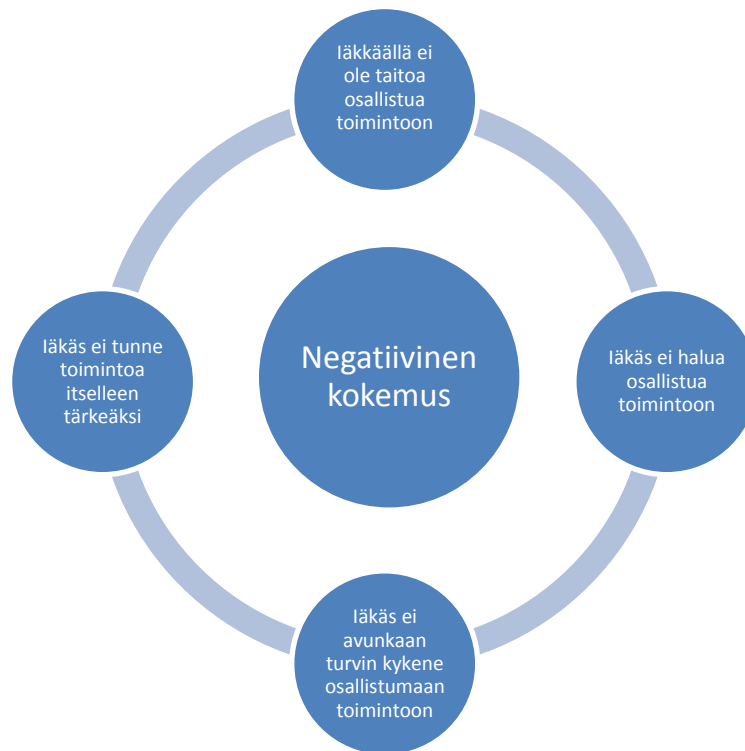 Iäkkäällä ei
ole taitoa
osallistua
toimintoon
Iäkäs ei tunne
toimintoa
itselleen
tärkeäksi
Negatiivinen
kokemus
Iäkäs ei halua
osallistua
toimintoon
Iäkäs ei
avunkaan
turvin kykene
osallistumaan
toimintoon